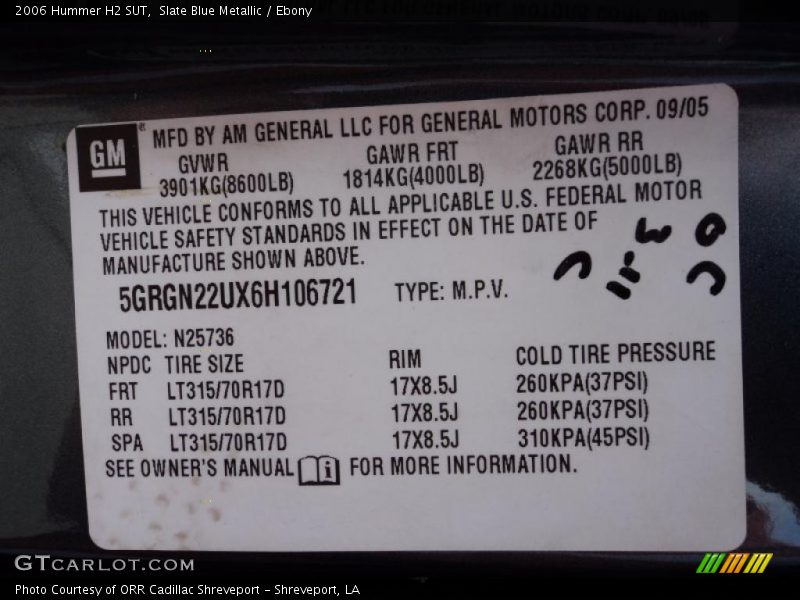 2006 Hummer H2 SUT, Slate Blue Metallic / Ebony
GM
MFD BY AM GENERAL LLC FOR GENERAL MOTORS CORP. 09/05
GVWR GAWR FRT GAWR RR
3901KG(8600LB) 1814KG(4000LB) 2268KG(5000LB)
THIS VEHICLE CONFORMS TO ALL APPLICABLE U.S. FEDERAL MOTOR
VEHICLE SAFETY STANDARDS IN EFFECT ON THE DATE OF
MANUFACTURE SHOWN ABOVE.
5GRGN22UX6H106721 TYPE: M.P.V.
MODEL: N25736
NPDC TIRE SIZE RIM COLD TIRE PRESSURE
FRT LT315/70R17D 17X8.5J 260KPA(37PSI)
RR LT315/70R17D 17X8.5J 260KPA(37PSI)
SPA LT315/70R17D 17X8.5J 310KPA(45PSI)
SEE OWNER'S MANUAL i FOR MORE INFORMATION.
GTCARLOT.COM
Photo Courtesy of ORR Cadillac Shreveport - Shreveport, LA